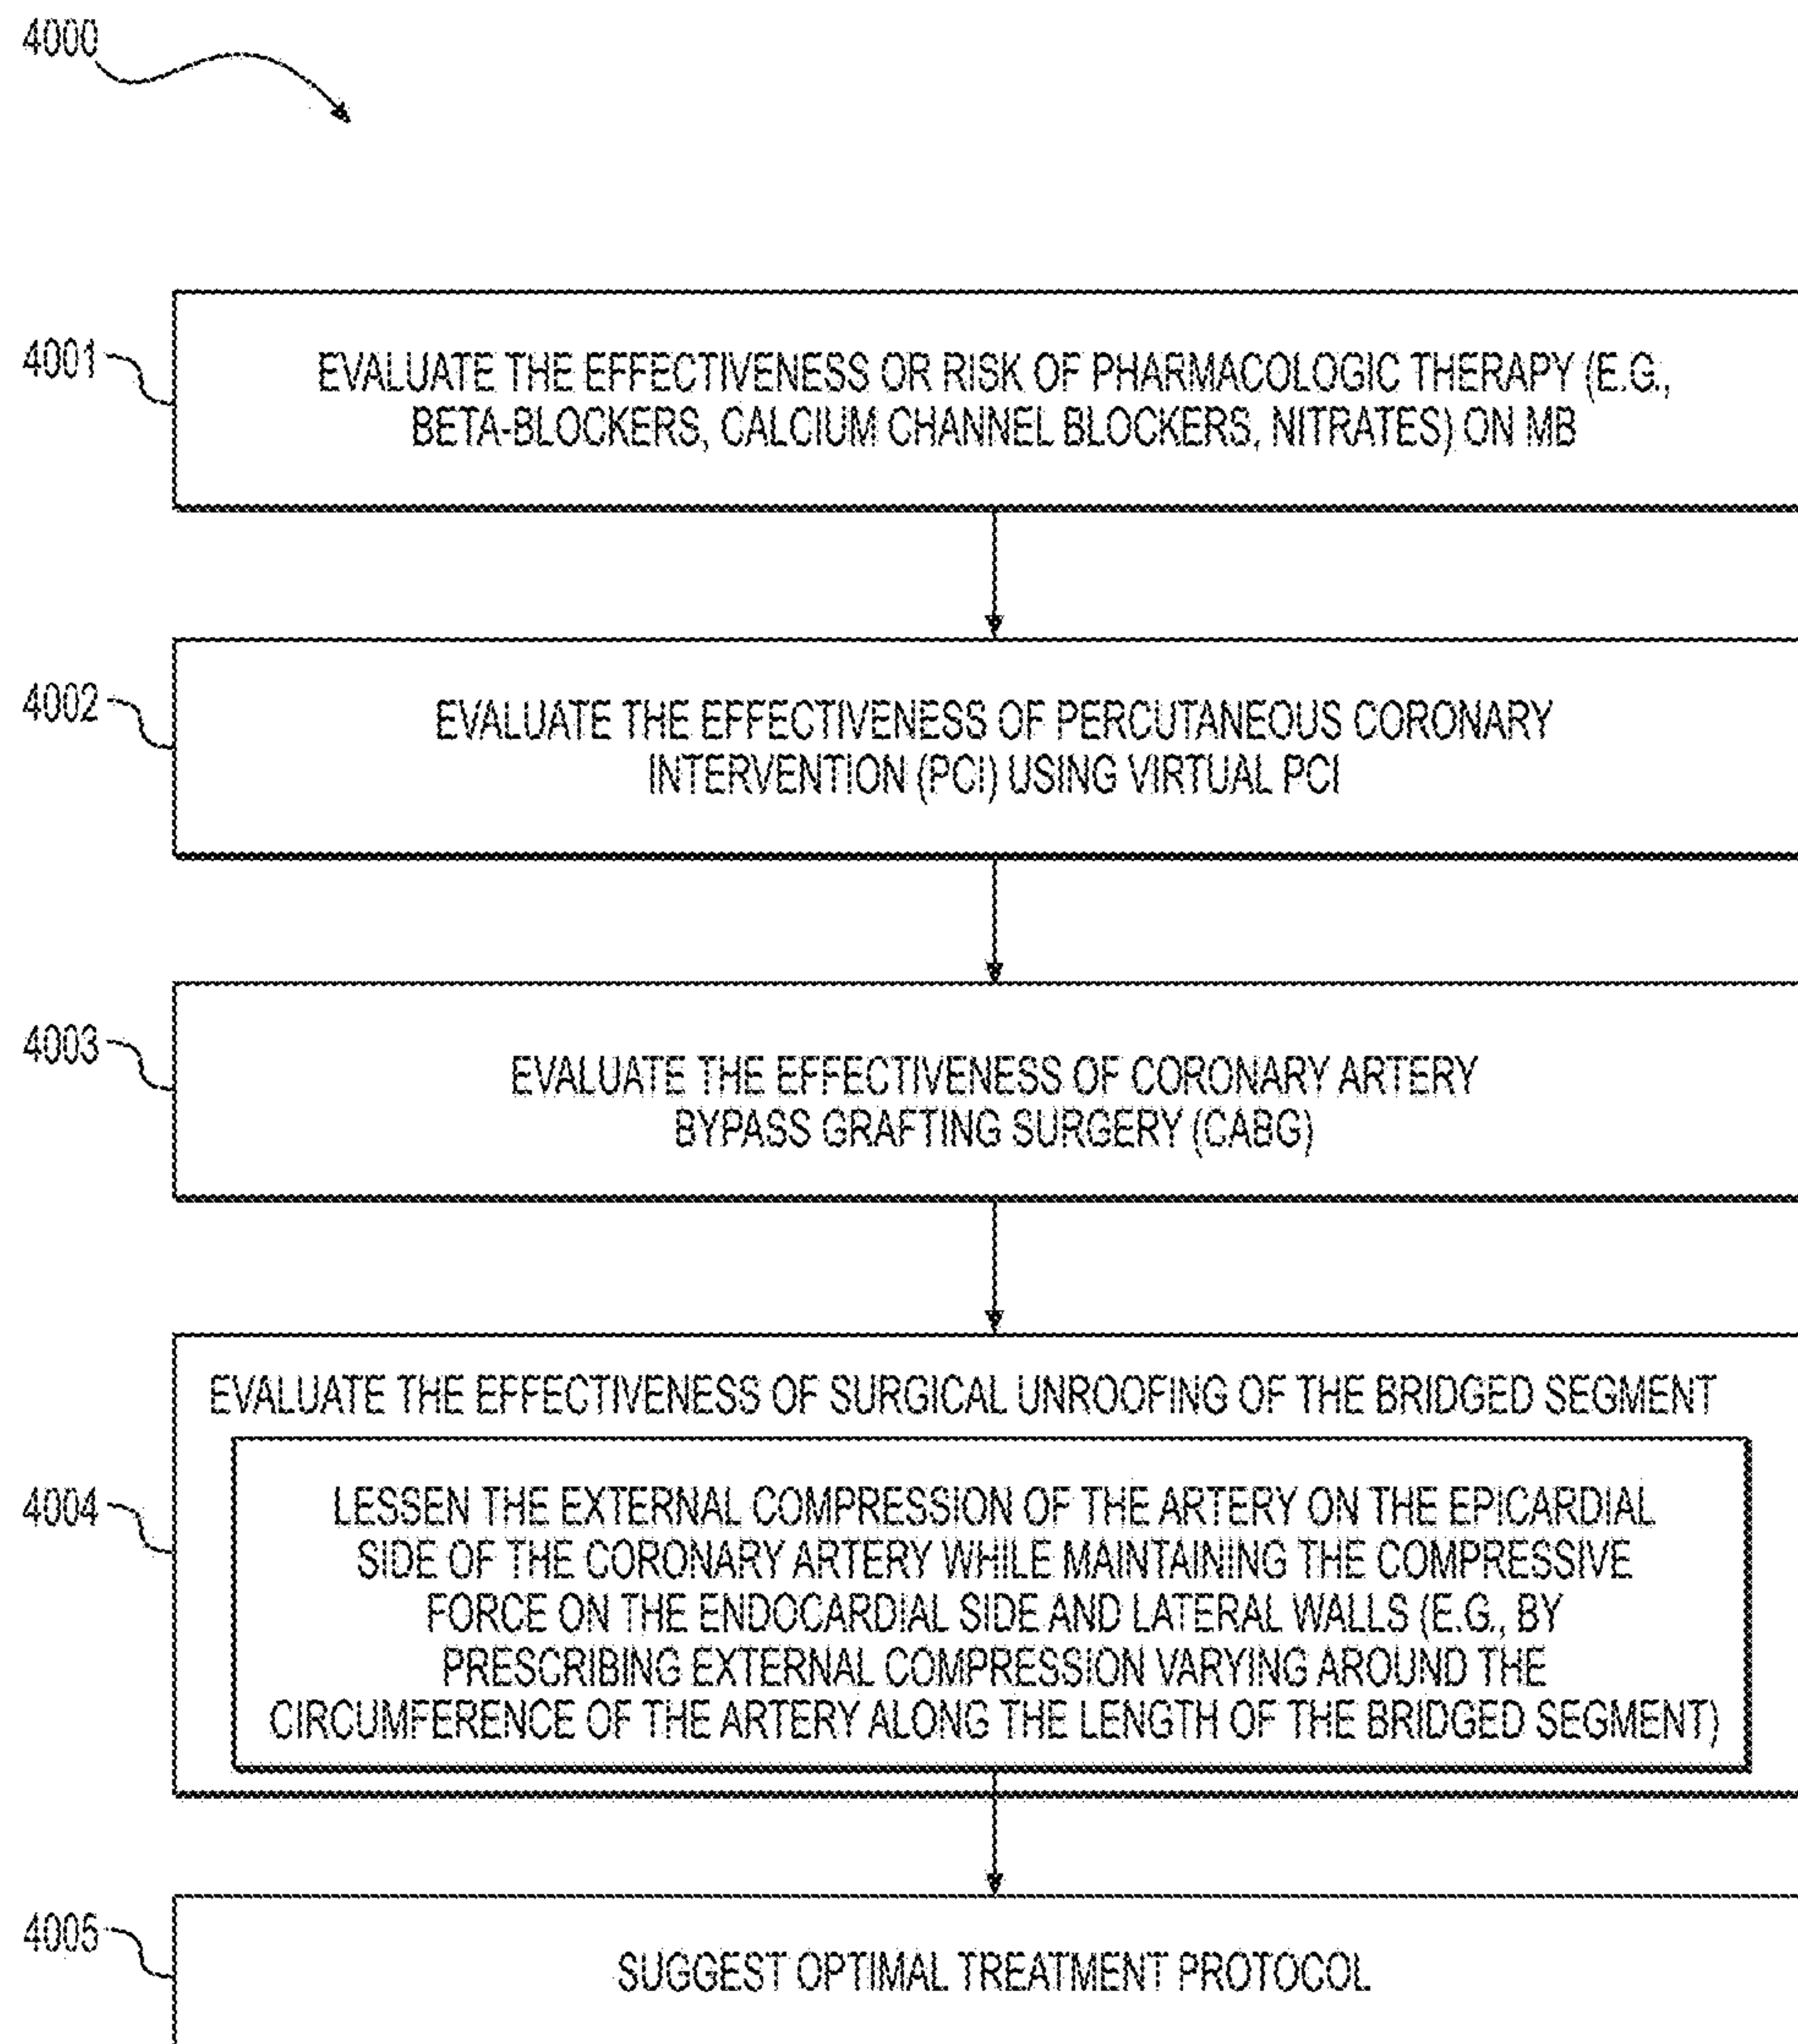 4000
4001
EVALUATE THE EFFECTIVENESS OR RISK OF PHARMACOLOGIC THERAPY (E.G.,
BETA-BLOCKERS, CALCIUM CHANNEL BLOCKERS, NITRATES) ON MB
4002
EVALUATE THE EFFECTIVENESS OF PERCUTANEOUS CORONARY
INTERVENTION (PCI) USING VIRTUAL PCI
4003
EVALUATE THE EFFECTIVENESS OF CORONARY ARTERY
BYPASS GRAFTING SURGERY (CABG)
EVALUATE THE EFFECTIVENESS OF SURGICAL UNROOFING OF THE BRIDGED SEGMENT
4004
LESSEN THE EXTERNAL COMPRESSION OF THE ARTERY ON THE EPICARDIAL
SIDE OF THE CORONARY ARTERY WHILE MAINTAINING THE COMPRESSIVE
FORCE ON THE ENDOCARDIAL SIDE AND LATERAL WALLS (E.G., BY
PRESCRIBING EXTERNAL COMPRESSION VARYING AROUND THE
CIRCUMFERENCE OF THE ARTERY ALONG THE LENGTH OF THE BRIDGED SEGMENT)
4005
SUGGEST OPTIMAL TREATMENT PROTOCOL